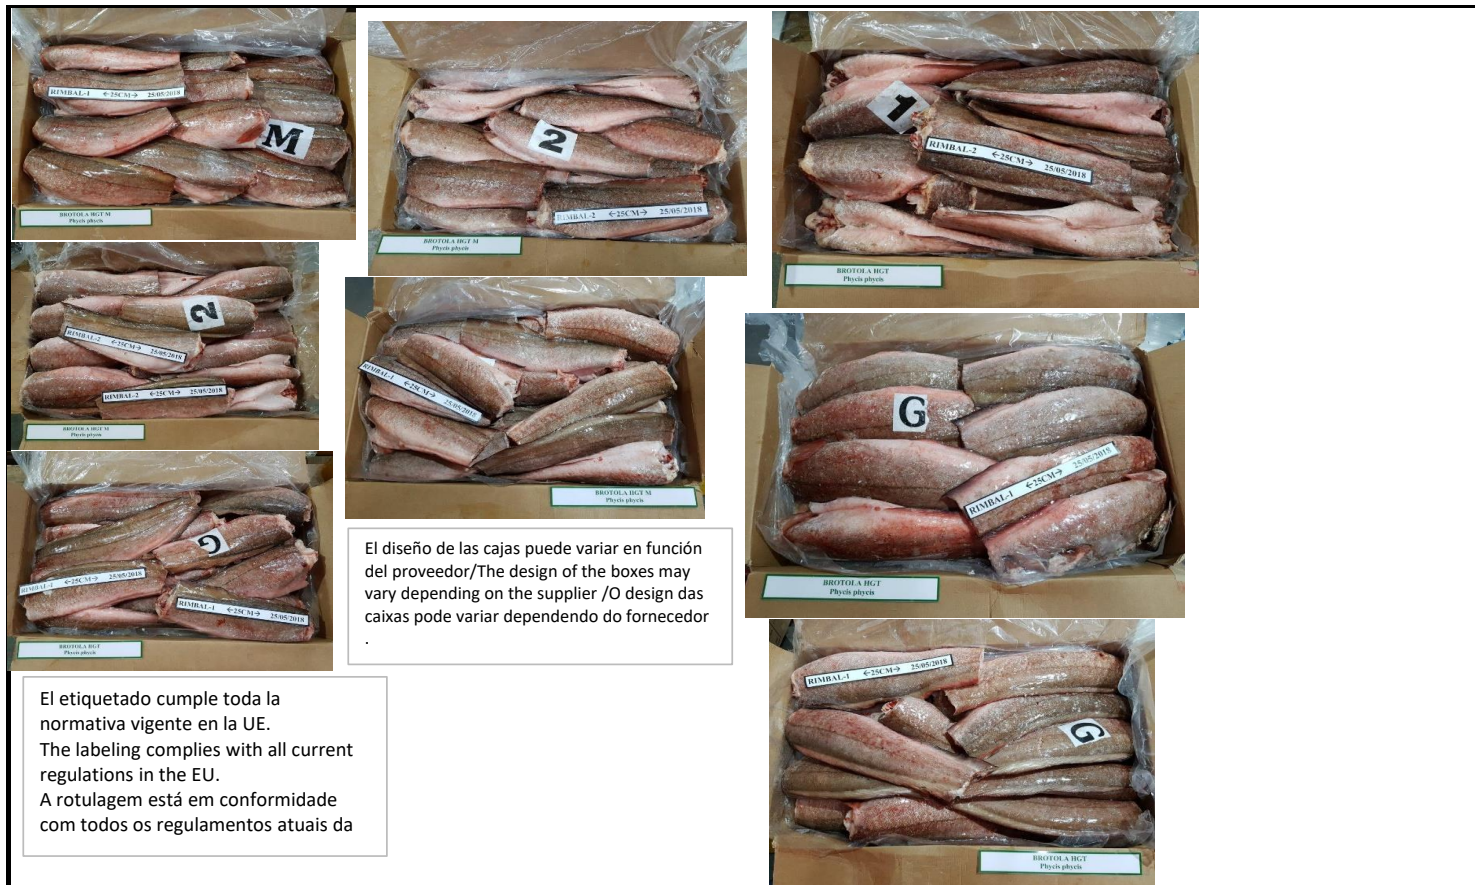 RIMBAL-1 ←25CM→ 25/05/2018
M
BROTOLA HGT M
Phycis phycis
2
RIMBAL-2 ←25CM→ 25/05/2018
BROTOLA HGT M
Phycis phycis
1
RIMBAL-2 ←25CM→ 25/05/2018
BROTOLA HGT
Phycis phycis
2
RIMBAL-2 ←25CM→ 25/05/2018
RIMBAL-2 ←25CM→ 25/05/2018
BROTOLA HGT M
Phycis phycis
RIMBAL-1 ←25CM→ 25/05/2018
BROTOLA HGT M
Phycis phycis
G
RIMBAL-1 ←25CM→ 25/05/2018
BROTOLA HGT
Phycis phycis
G
RIMBAL-1 ←25CM→ 25/05/2018
RIMBAL-1 ←25CM→ 25/05/2018
BROTOLA HGT
Phycis phycis
El diseño de las cajas puede variar en función
del proveedor/The design of the boxes may
vary depending on the supplier /O design das
caixas pode variar dependendo do fornecedor
.
RIMBAL-1 ←25CM→ 25/05/2018
G
BROTOLA HGT
Phycis phycis
El etiquetado cumple toda la
normativa vigente en la UE.
The labeling complies with all current
regulations in the EU.
A rotulagem está em conformidade
com todos os regulamentos atuais da